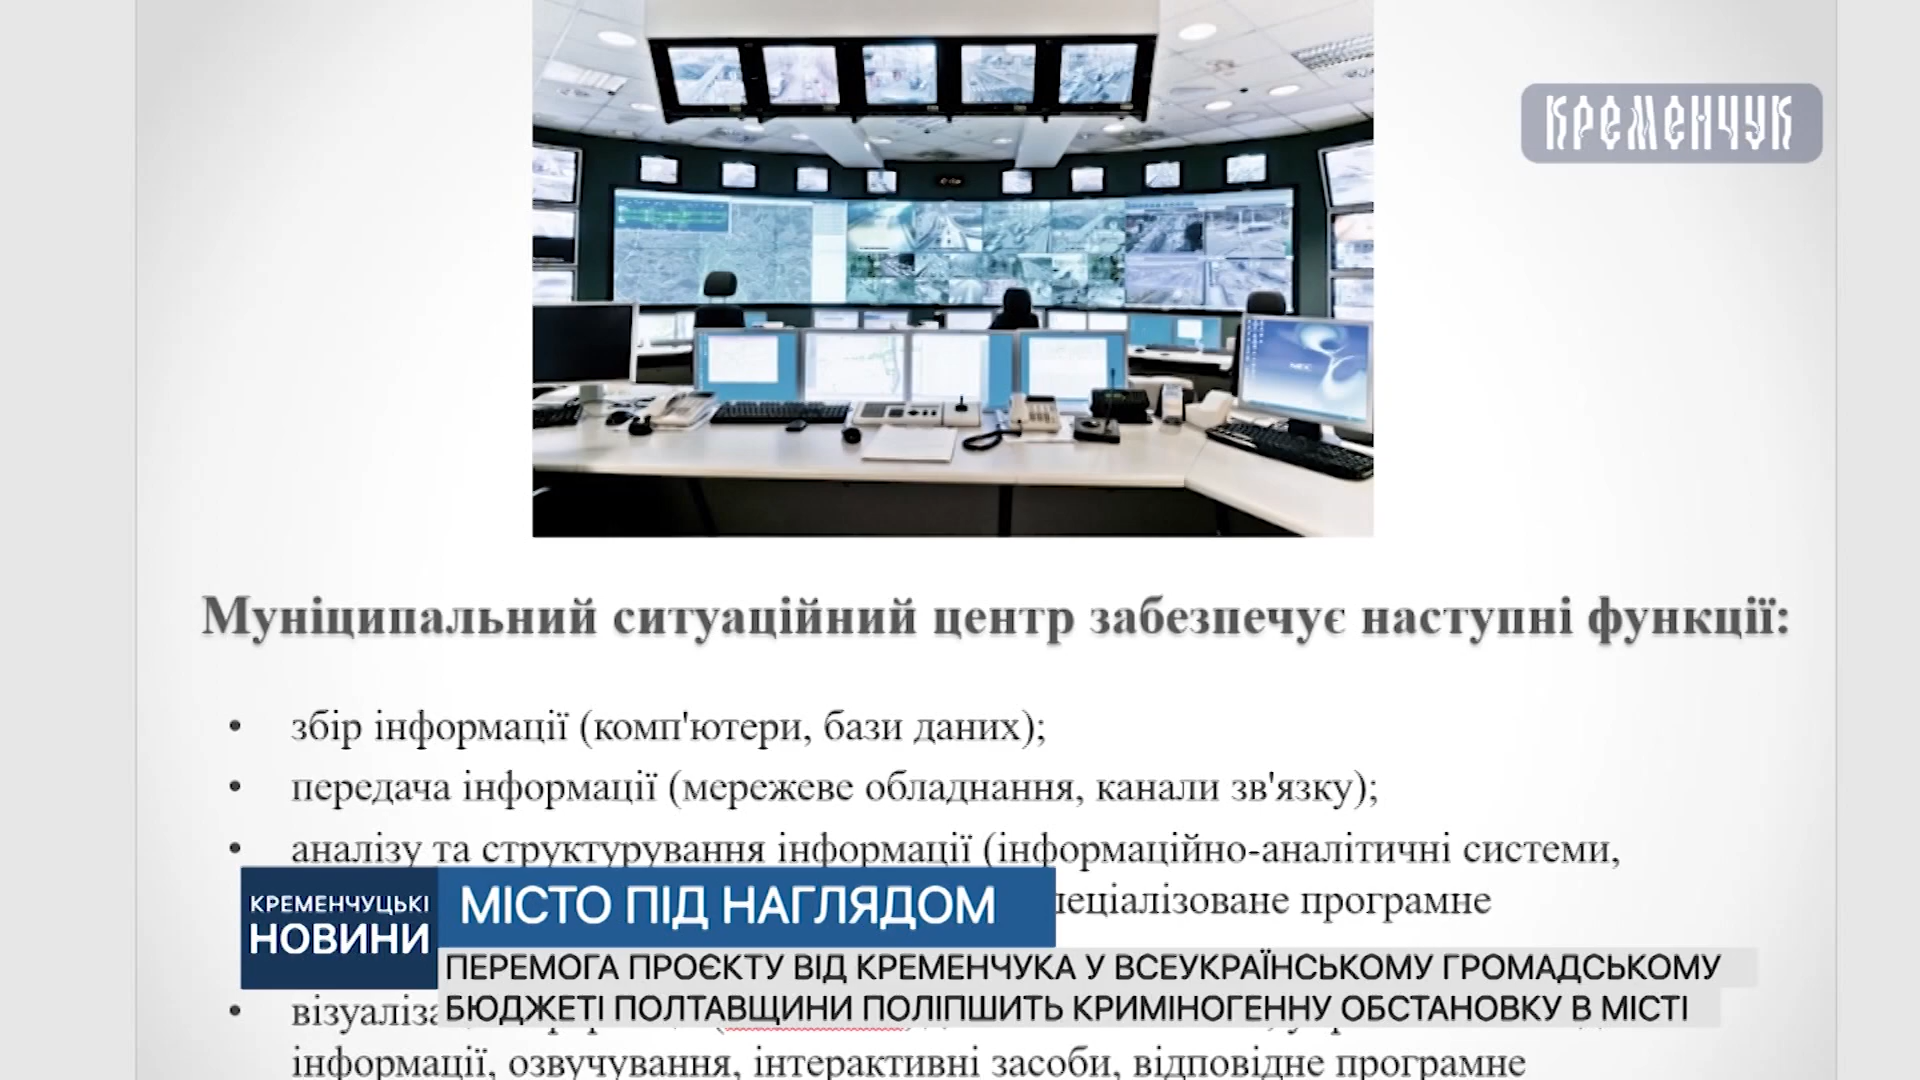 КРЕМЕНЧУК
NEC
Муніципальний ситуаційний центр забезпечує наступні функції:
• збір інформації (комп'ютери, бази даних);
• передача інформації (мережеве обладнання, канали зв'язку);
• аналізу та структурування інформації (інформаційно-аналітичні системи,
програмне
КРЕМЕНЧУЦЬКІ
НОВИНИ
МІСТО ПІД НАГЛЯДОМ
ПЕРЕМОГА ПРОЄКТУ ВІД КРЕМЕНЧУКА У ВСЕУКРАЇНСЬКОМУ ГРОМАДСЬКОМУ
БЮДЖЕТІ ПОЛТАВЩИНИ ПОЛІПШИТЬ КРИМІНОГЕННУ ОБСТАНОВКУ В МІСТІ
•
інформації, озвучування, інтерактивні засоби, відповідне програмне